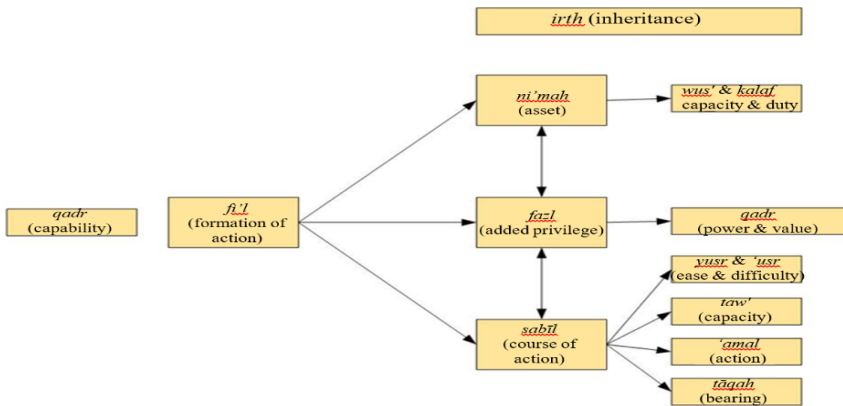 irth (inheritance)
ni'mah
(asset)
wus' & kalaf
capacity & duty
qadr
(capability)
fi'l
(formation of
action)
fazl
(added privilege)
qadr
(power & value)
yusr & 'usr
(ease & difficulty)
sabīl
(course of
action)
taw'
(capacity)
'amal
(action)
tāqah
(bearing)